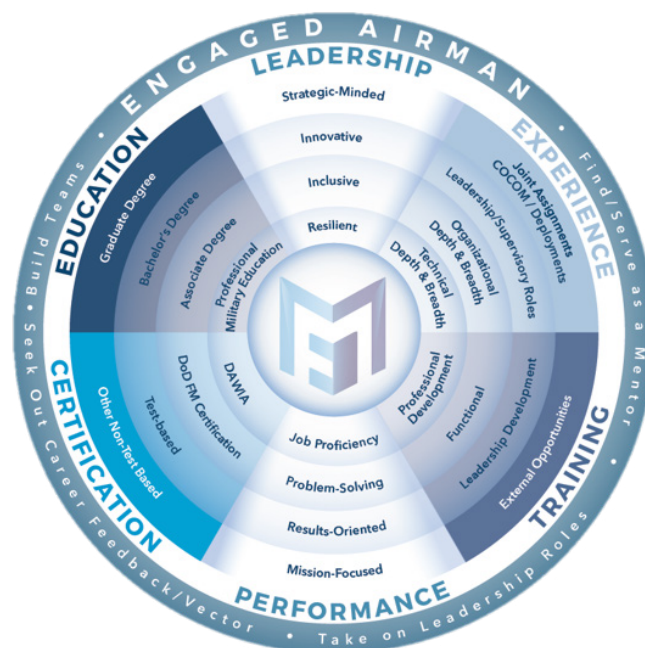 ENGAGED AIRMAN
• Find/Serve as a Mentor •
Take on Leadership Roles •
Seek Out Career Feedback/Vector
• Build Teams •
LEADERSHIP
Strategic-Minded
Innovative
Inclusive
Resilient
EXPERIENCE
Joint Assignments
COCOM / Deployments
Leadership/Supervisory Roles
Organizational
Depth & Breadth
Technical
Depth & Breadth
TRAINING
External Opportunities
Leadership Development
Functional
Professional
Development
PERFORMANCE
Job Proficiency
Problem-Solving
Results-Oriented
Mission-Focused
CERTIFICATION
Other Non-Test Based
Test-based
DoD FM Certification
DAWIA
EDUCATION
Graduate Degree
Bachelor's Degree
Associate Degree
Professional
Military Education